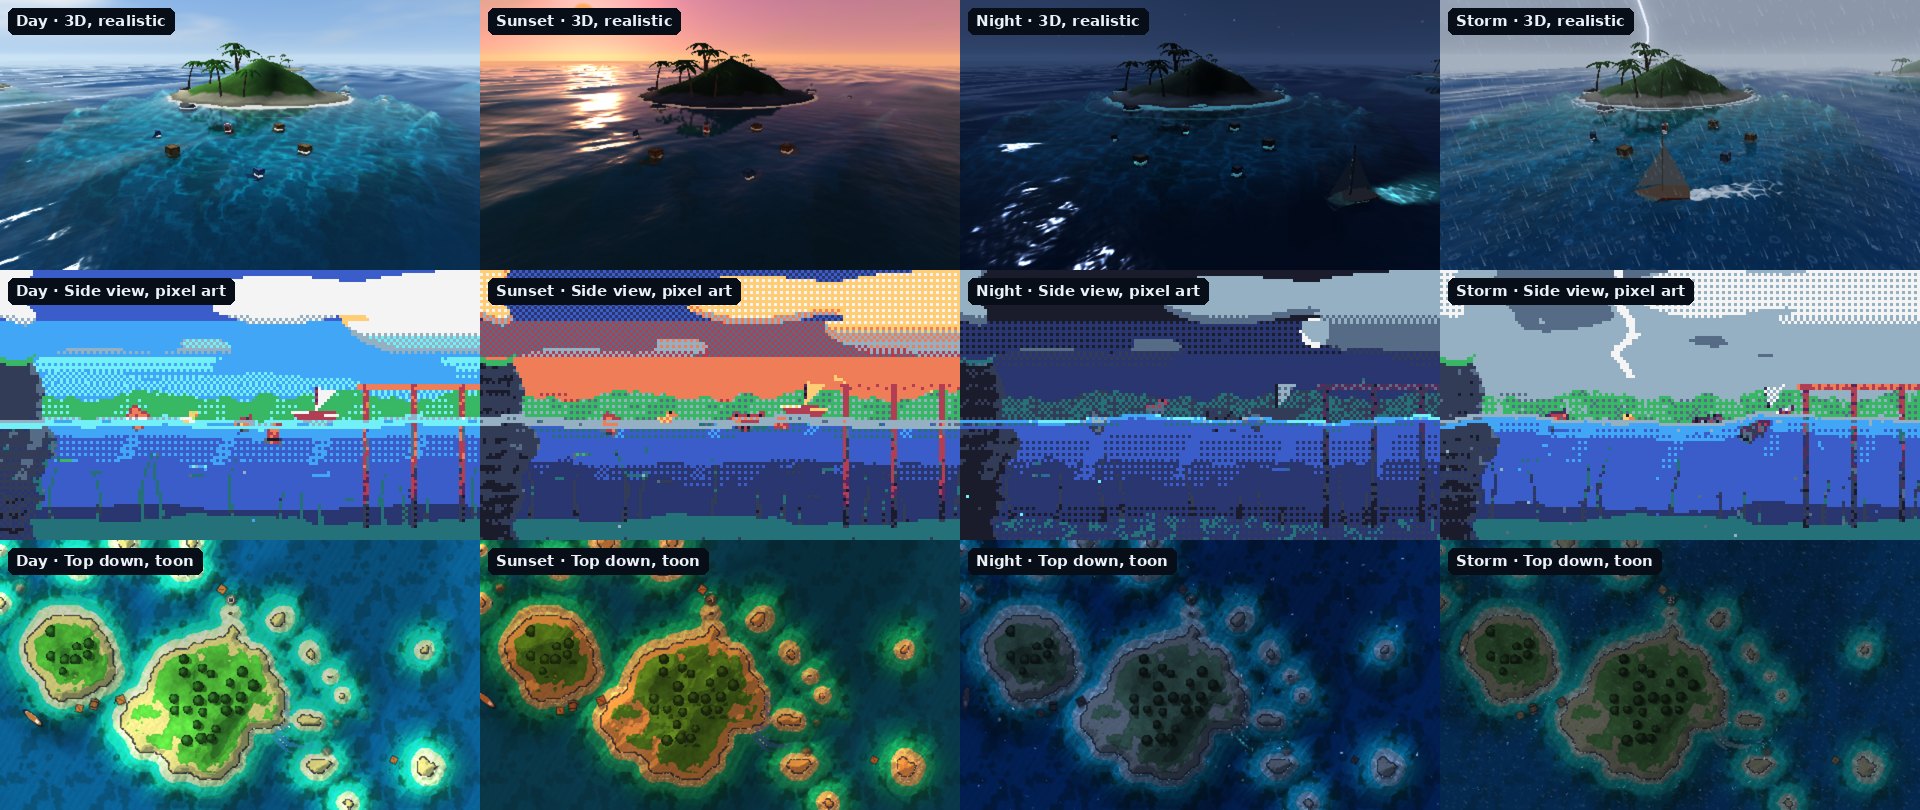 Day · 3D, realistic
Sunset · 3D, realistic
Night · 3D, realistic
Storm · 3D, realistic
Day · Side view, pixel art
Sunset · Side view, pixel art
Night · Side view, pixel art
Storm · Side view, pixel art
Day · Top down, toon
Sunset · Top down, toon
Night · Top down, toon
Storm · Top down, toon